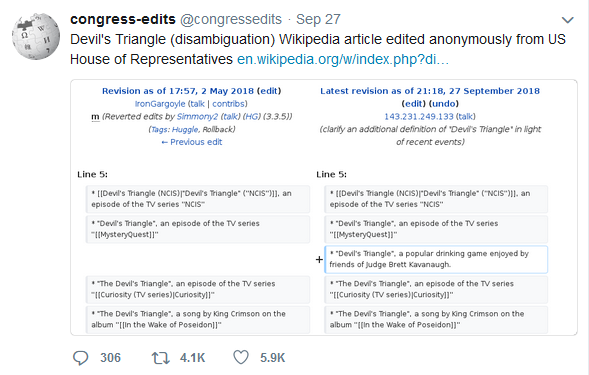 congress-edits @congressedits · Sep 27
Devil's Triangle (disambiguation) Wikipedia article edited anonymously from US
House of Representatives en.wikipedia.org/w/index.php?di...
Revision as of 17:57, 2 May 2018 (edit)
IronGargoyle (talk | contribs)
m (Reverted edits by Simmony2 (talk) (HG) (3.3.5))
(Tags: Huggle, Rollback)
← Previous edit
Latest revision as of 21:18, 27 September 2018
(edit) (undo)
143.231.249.133 (talk)
(clarify an additional definition of "Devil's Triangle" in light
of recent events)
Line 5:
Line 5:
* [[Devil's Triangle (NCIS)|"Devil's Triangle" (''NCIS'')]], an
episode of the TV series ''NCIS''
* [[Devil's Triangle (NCIS)|"Devil's Triangle" (''NCIS'')]], an
episode of the TV series ''NCIS''
* "Devil's Triangle", an episode of the TV series
''[[MysteryQuest]]''
* "Devil's Triangle", an episode of the TV series
''[[MysteryQuest]]''
+ * "Devil's Triangle", a popular drinking game enjoyed by
friends of Judge Brett Kavanaugh.
* "The Devil's Triangle", an episode of the TV series
''[[Curiosity (TV series)|Curiosity]]''
* "The Devil's Triangle", an episode of the TV series
''[[Curiosity (TV series)|Curiosity]]''
* "The Devil's Triangle", a song by King Crimson on the
album ''[[In the Wake of Poseidon]]''
* "The Devil's Triangle", a song by King Crimson on the
album ''[[In the Wake of Poseidon]]''
306 4.1K 5.9K